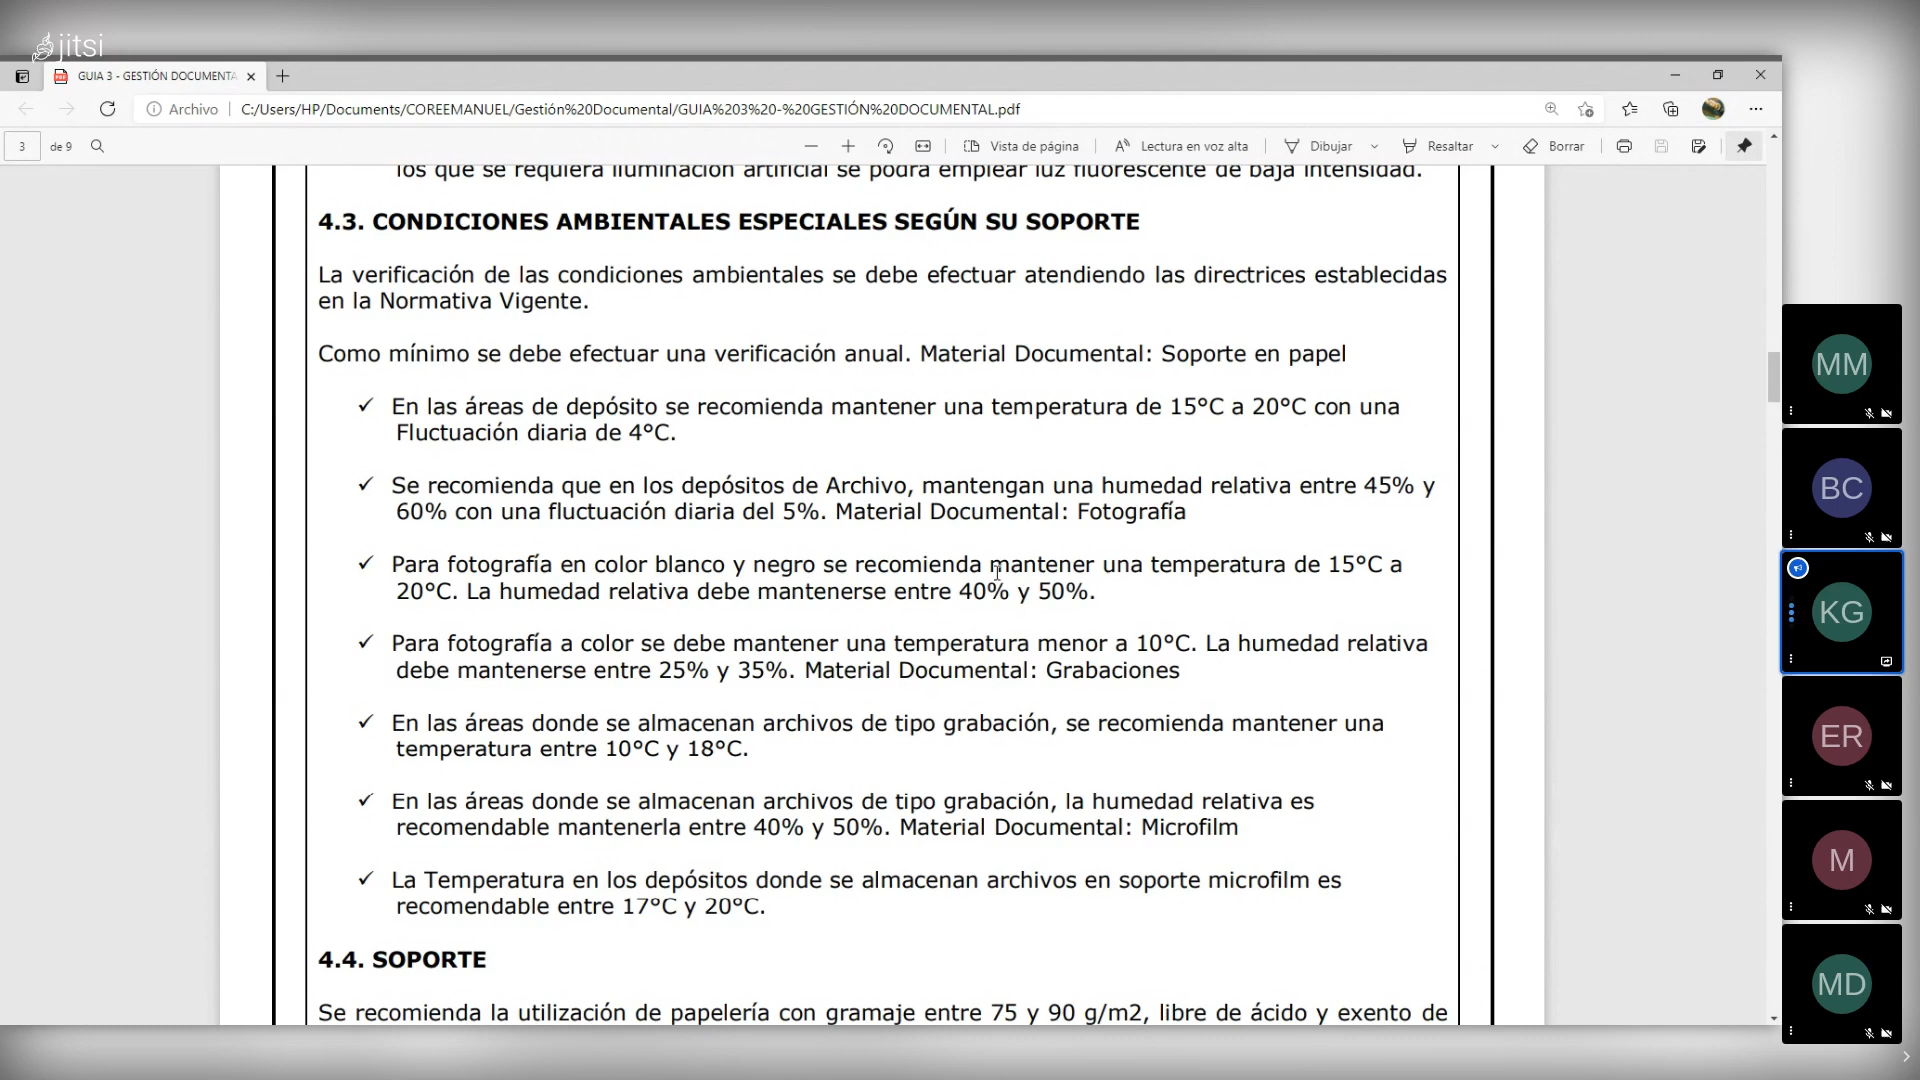 jitsi
GUIA 3 - GESTIÓN DOCUMENTA
Archivo
C:/Users/HP/Documents/COREEMANUEL/Gestión%20Documental/GUIA%203%20-%20GESTIÓN%20DOCUMENTAL.pdf
3 de 9
Vista de página
Lectura en voz alta
Dibujar
Resaltar
Borrar
los que se requiera iluminación artificial se podrá emplear luz fluorescente de baja intensidad.
4.3. CONDICIONES AMBIENTALES ESPECIALES SEGÚN SU SOPORTE
La verificación de las condiciones ambientales se debe efectuar atendiendo las directrices establecidas
en la Normativa Vigente.
Como mínimo se debe efectuar una verificación anual. Material Documental: Soporte en papel
✓ En las áreas de depósito se recomienda mantener una temperatura de 15°C a 20°C con una
Fluctuación diaria de 4°C.
✓ Se recomienda que en los depósitos de Archivo, mantengan una humedad relativa entre 45% y
60% con una fluctuación diaria del 5%. Material Documental: Fotografía
✓ Para fotografía en color blanco y negro se recomienda mantener una temperatura de 15°C a
20°C. La humedad relativa debe mantenerse entre 40% y 50%.
✓ Para fotografía a color se debe mantener una temperatura menor a 10°C. La humedad relativa
debe mantenerse entre 25% y 35%. Material Documental: Grabaciones
✓ En las áreas donde se almacenan archivos de tipo grabación, se recomienda mantener una
temperatura entre 10°C y 18°C.
✓ En las áreas donde se almacenan archivos de tipo grabación, la humedad relativa es
recomendable mantenerla entre 40% y 50%. Material Documental: Microfilm
✓ La Temperatura en los depósitos donde se almacenan archivos en soporte microfilm es
recomendable entre 17°C y 20°C.
4.4. SOPORTE
Se recomienda la utilización de papelería con gramaje entre 75 y 90 g/m2, libre de ácido y exento de
MM
BC
KG
ER
M
MD